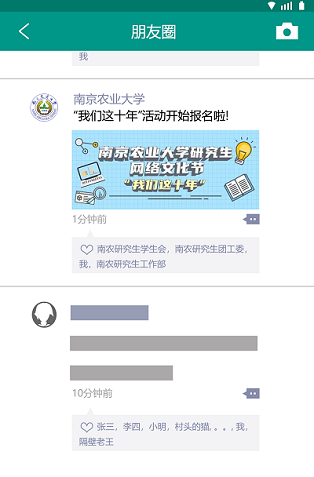 朋友圈
我
南京农业大学
“我们这十年”活动开始报名啦!
南京农业大学研究生
网络文化节
“我们这十年”
1分钟前
南农研究生学生会，南农研究生团工委，
我，南农研究生工作部
10分钟前
张三，李四，小明，村头的猫，。。, 我，
隔壁老王